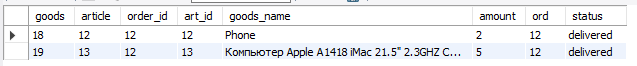 goods article order_id art_id goods_name amount ord status
18 12 12 12 Phone 2 12 delivered
19 13 12 13 Компьютер Apple A1418 iMac 21.5" 2.3GHZ C... 5 12 delivered